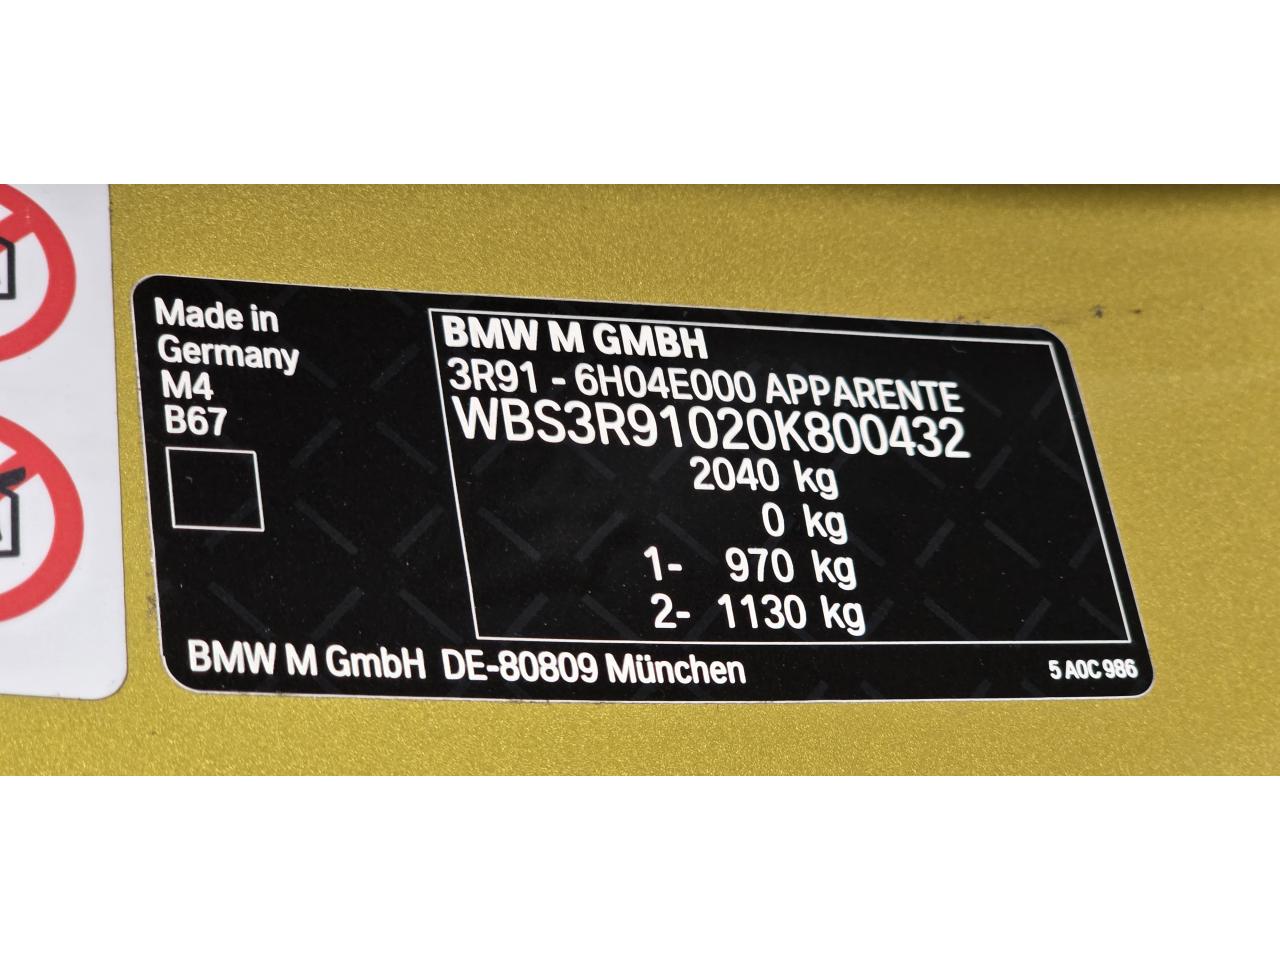 Made in
Germany
M4
B67
BMW M GMBH
3R91 - 6H04E000 APPARENTE
WBS3R91020K800432
2040 kg
0 kg
1- 970 kg
2- 1130 kg
BMW M GmbH DE-80809 München
5 A0C 986